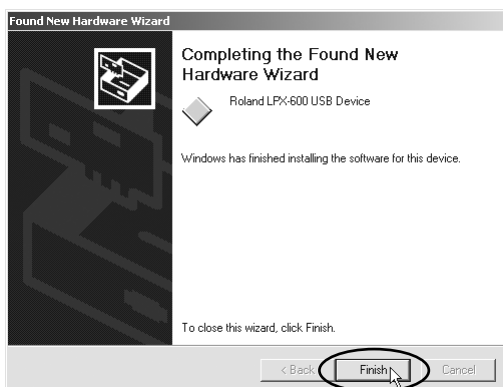 Found New Hardware Wizard
Completing the Found New
Hardware Wizard
Roland LPX-600 USB Device
Windows has finished installing the software for this device.
To close this wizard, click Finish.
< Back
Finish
Cancel